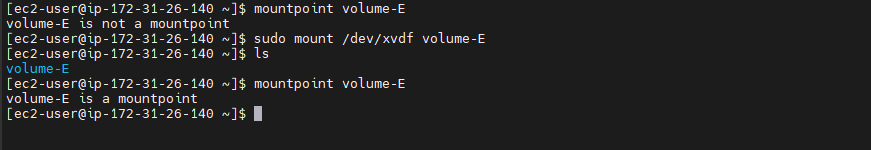 [ec2-user@ip-172-31-26-140 ~]$ mountpoint volume-E
volume-E is not a mountpoint
[ec2-user@ip-172-31-26-140 ~]$ sudo mount /dev/xvdf volume-E
[ec2-user@ip-172-31-26-140 ~]$ ls
volume-E
[ec2-user@ip-172-31-26-140 ~]$ mountpoint volume-E
volume-E is a mountpoint
[ec2-user@ip-172-31-26-140 ~]$